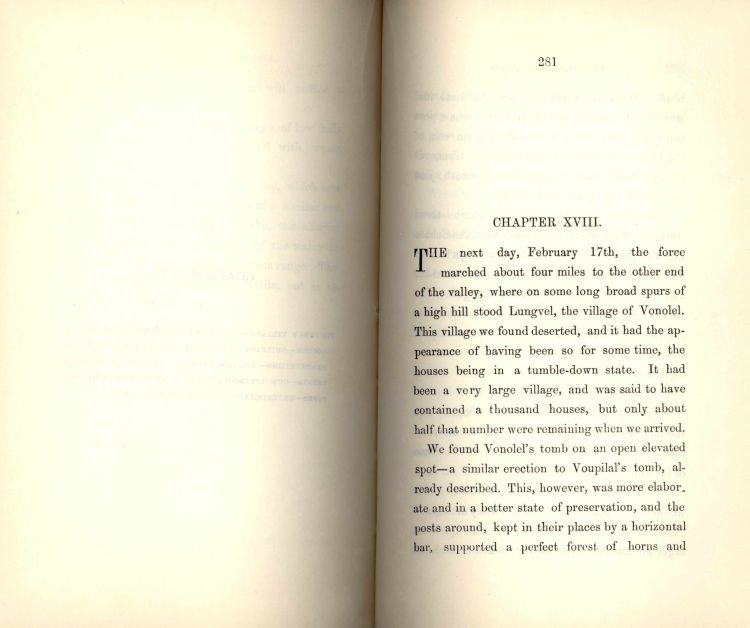 281
CHAPTER XVIII.
THE next day, February 17th, the force
marched about four miles to the other end
of the valley, where on some long broad spurs of
a high hill stood Lungvel, the village of Vonolel.
This village we found deserted, and it had the ap-
pearance of having been so for some time, the
houses being in a tumble-down state. It had
been a very large village, and was said to have
contained a thousand houses, but only about
half that number were remaining when we arrived.
We found Vonolel's tomb on an open elevated
spot—a similar erection to Voupilal's tomb, al-
ready described. This, however, was more elabor-
ate and in a better state of preservation, and the
posts around, kept in their places by a horizontal
bar, supported a perfect forest of horns and